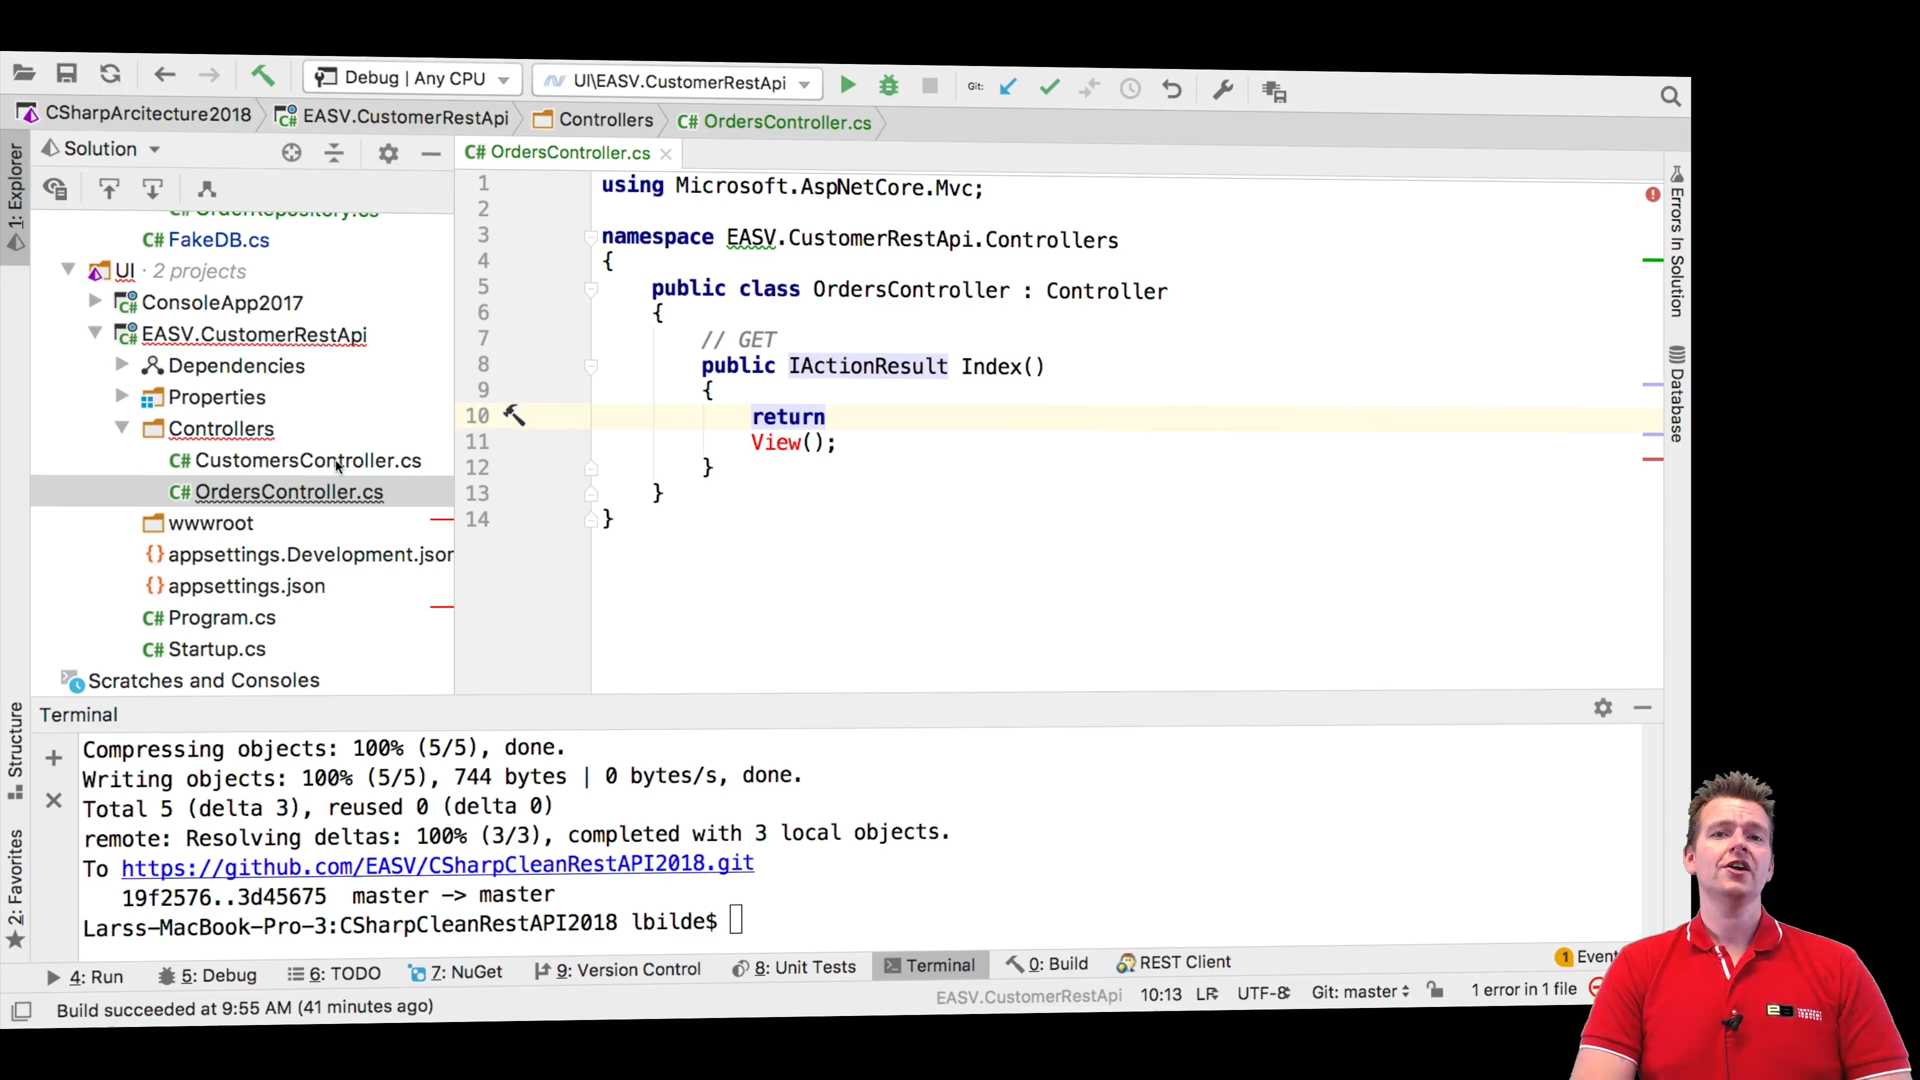 Debug | Any CPU
UI\EASV.CustomerRestApi
Git:
CSharpArcitecture2018
EASV.CustomerRestApi
Controllers
C# OrdersController.cs
Solution
C# OrdersController.cs
1: Explorer
OrderRepository.cs
C# FakeDB.cs
UI · 2 projects
ConsoleApp2017
EASV.CustomerRestApi
Dependencies
Properties
Controllers
C# CustomersController.cs
C# OrdersController.cs
wwwroot
{} appsettings.Development.json
{} appsettings.json
C# Program.cs
C# Startup.cs
Scratches and Consoles
1 using Microsoft.AspNetCore.Mvc;
2
3 namespace EASV.CustomerRestApi.Controllers
4 {
5 public class OrdersController : Controller
6 {
7 // GET
8 public IActionResult Index()
9 {
10 return
11 View();
12 }
13 }
14 }
Errors In Solution
Database
Structure
2: Favorites
Terminal
Compressing objects: 100% (5/5), done.
Writing objects: 100% (5/5), 744 bytes | 0 bytes/s, done.
Total 5 (delta 3), reused 0 (delta 0)
remote: Resolving deltas: 100% (3/3), completed with 3 local objects.
To https://github.com/EASV/CSharpCleanRestAPI2018.git
19f2576..3d45675 master -> master
Larss-MacBook-Pro-3:CSharpCleanRestAPI2018 lbilde$
4: Run
5: Debug
6: TODO
7: NuGet
9: Version Control
8: Unit Tests
Terminal
0: Build
REST Client
1 Event
Build succeeded at 9:55 AM (41 minutes ago)
EASV.CustomerRestApi
10:13
LF
UTF-8
Git: master
1 error in 1 file